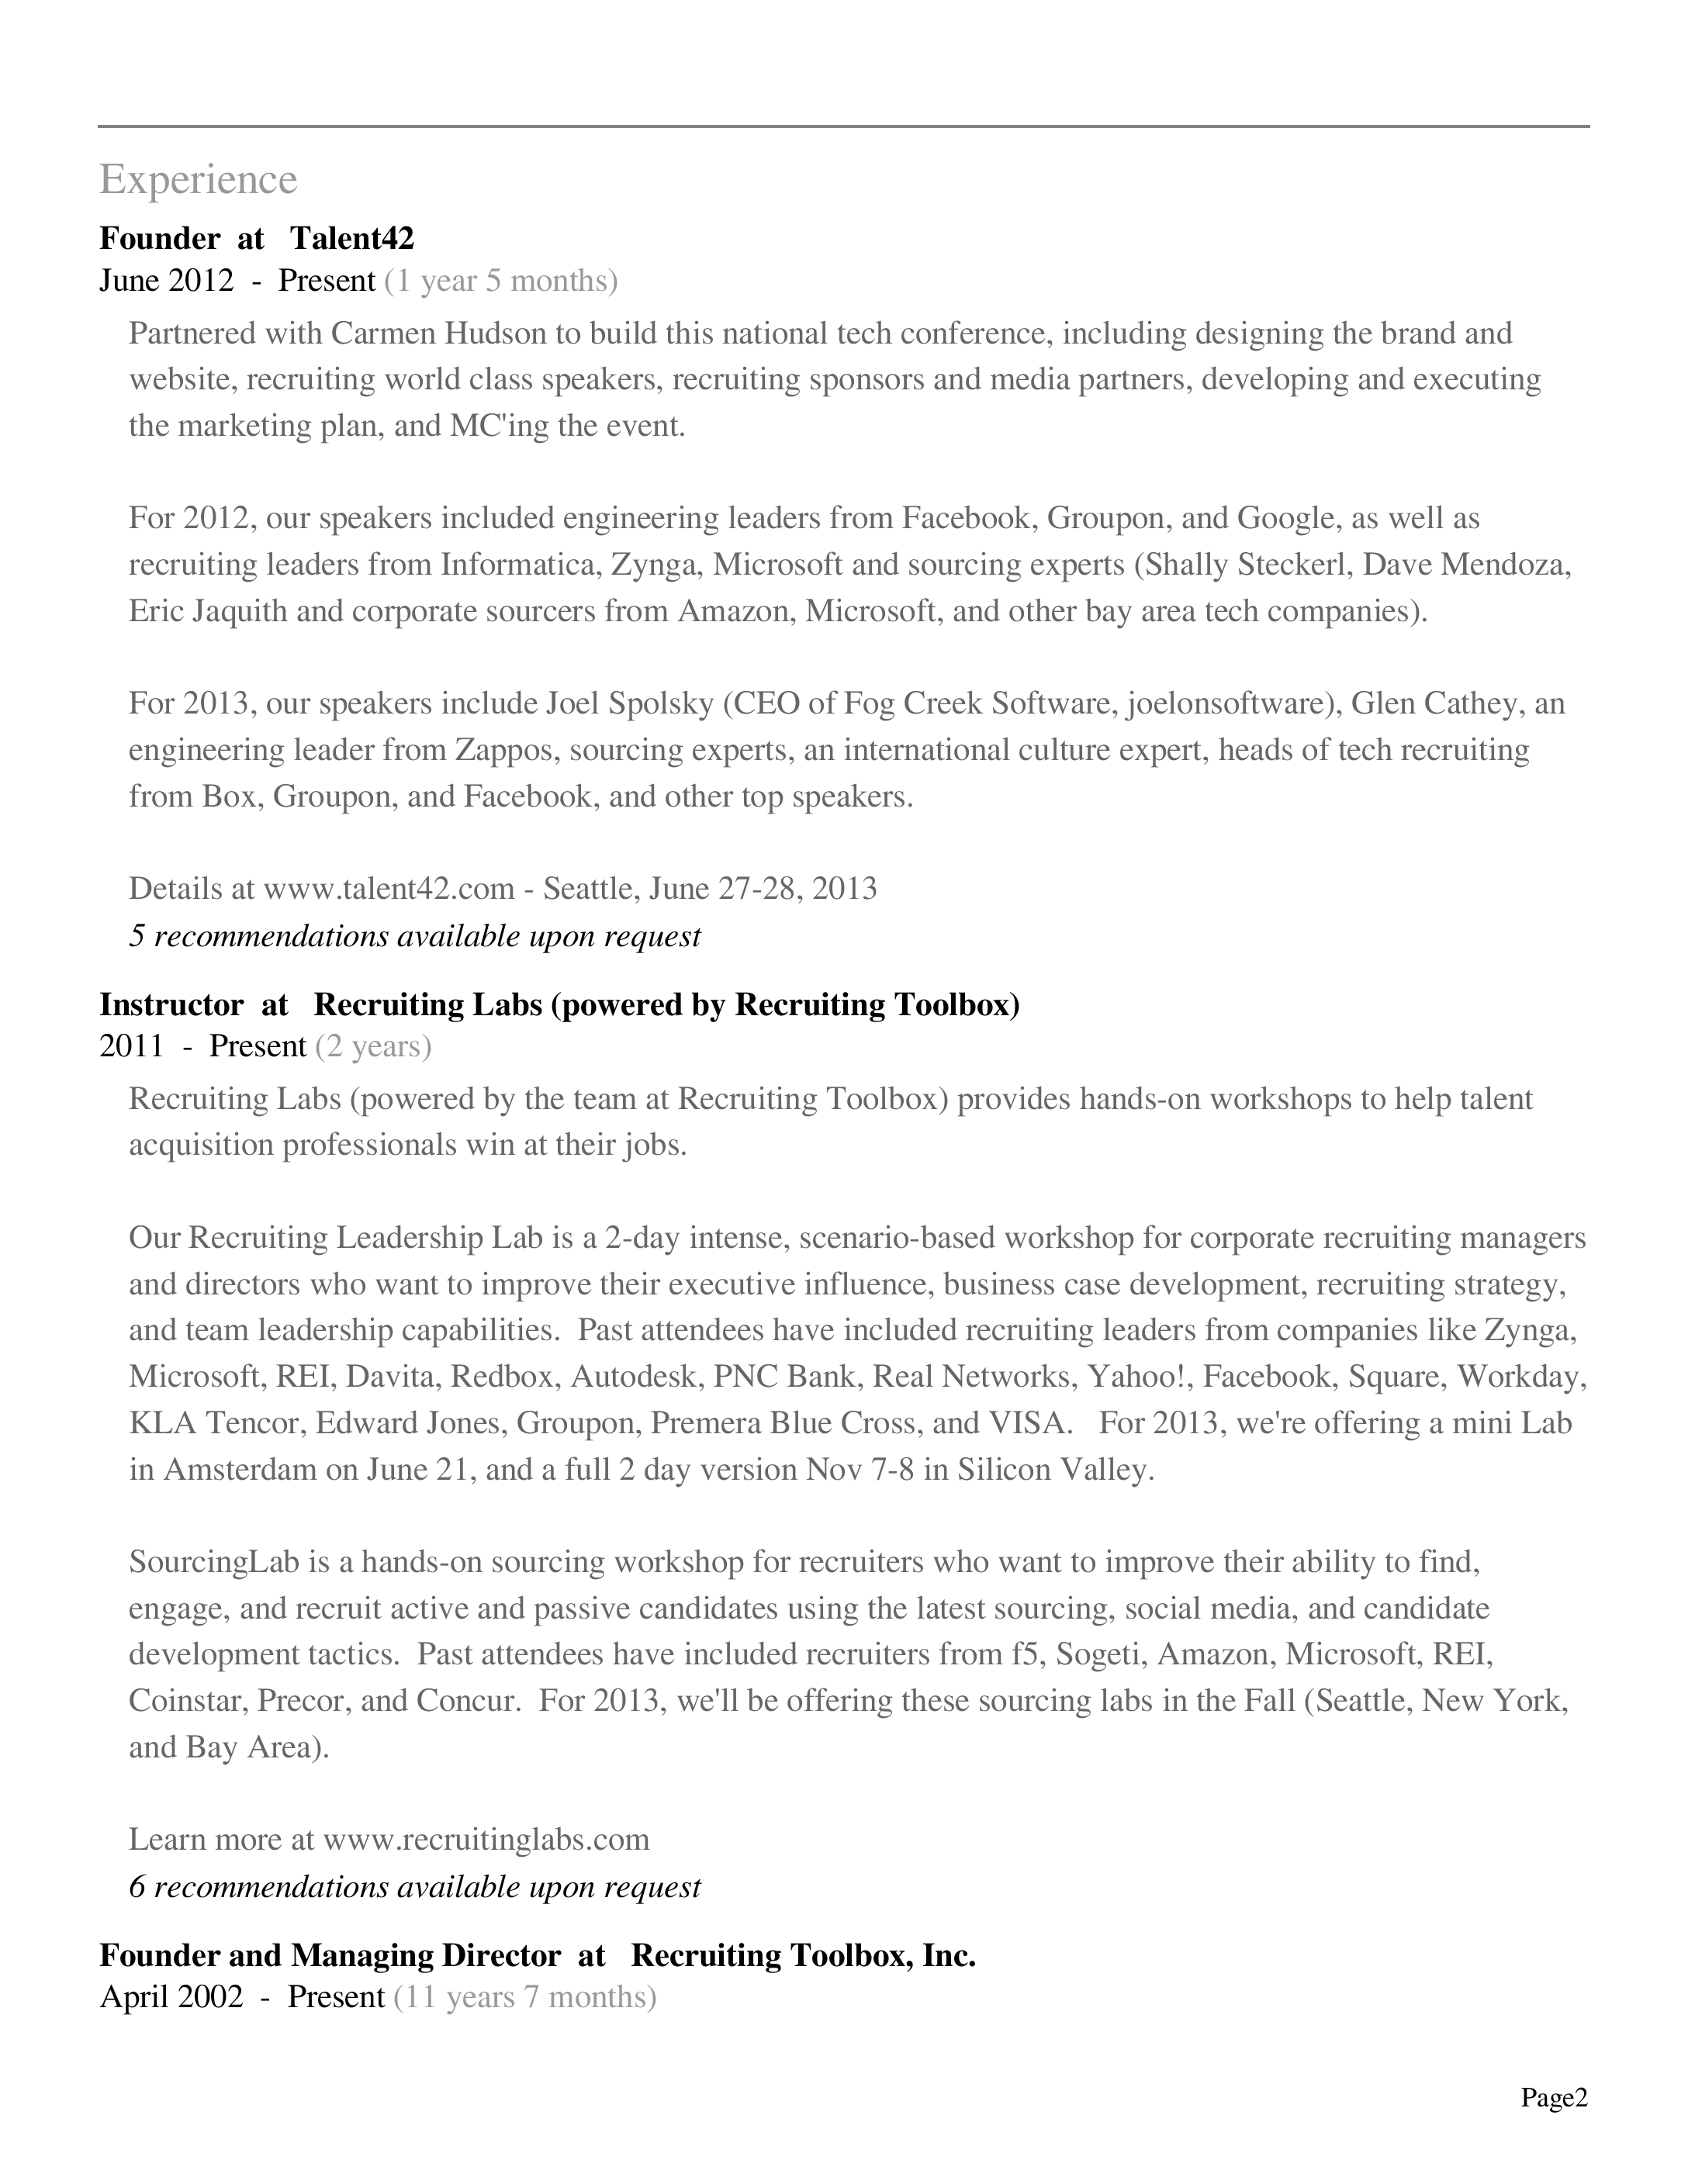 Experience
Founder at Talent42
June 2012 - Present (1 year 5 months)
Partnered with Carmen Hudson to build this national tech conference, including designing the brand and
website, recruiting world class speakers, recruiting sponsors and media partners, developing and executing
the marketing plan, and MC'ing the event.
For 2012, our speakers included engineering leaders from Facebook, Groupon, and Google, as well as
recruiting leaders from Informatica, Zynga, Microsoft and sourcing experts (Shally Steckerl, Dave Mendoza,
Eric Jaquith and corporate sourcers from Amazon, Microsoft, and other bay area tech companies).
For 2013, our speakers include Joel Spolsky (CEO of Fog Creek Software, joelonsoftware), Glen Cathey, an
engineering leader from Zappos, sourcing experts, an international culture expert, heads of tech recruiting
from Box, Groupon, and Facebook, and other top speakers.
Details at www.talent42.com - Seattle, June 27-28, 2013
5 recommendations available upon request
Instructor at Recruiting Labs (powered by Recruiting Toolbox)
2011 - Present (2 years)
Recruiting Labs (powered by the team at Recruiting Toolbox) provides hands-on workshops to help talent
acquisition professionals win at their jobs.
Our Recruiting Leadership Lab is a 2-day intense, scenario-based workshop for corporate recruiting managers
and directors who want to improve their executive influence, business case development, recruiting strategy,
and team leadership capabilities.  Past attendees have included recruiting leaders from companies like Zynga,
Microsoft, REI, Davita, Redbox, Autodesk, PNC Bank, Real Networks, Yahoo!, Facebook, Square, Workday,
KLA Tencor, Edward Jones, Groupon, Premera Blue Cross, and VISA.   For 2013, we're offering a mini Lab
in Amsterdam on June 21, and a full 2 day version Nov 7-8 in Silicon Valley.
SourcingLab is a hands-on sourcing workshop for recruiters who want to improve their ability to find,
engage, and recruit active and passive candidates using the latest sourcing, social media, and candidate
development tactics.  Past attendees have included recruiters from f5, Sogeti, Amazon, Microsoft, REI,
Coinstar, Precor, and Concur.  For 2013, we'll be offering these sourcing labs in the Fall (Seattle, New York,
and Bay Area).
Learn more at www.recruitinglabs.com
6 recommendations available upon request
Founder and Managing Director at Recruiting Toolbox, Inc.
April 2002 - Present (11 years 7 months)
Page2